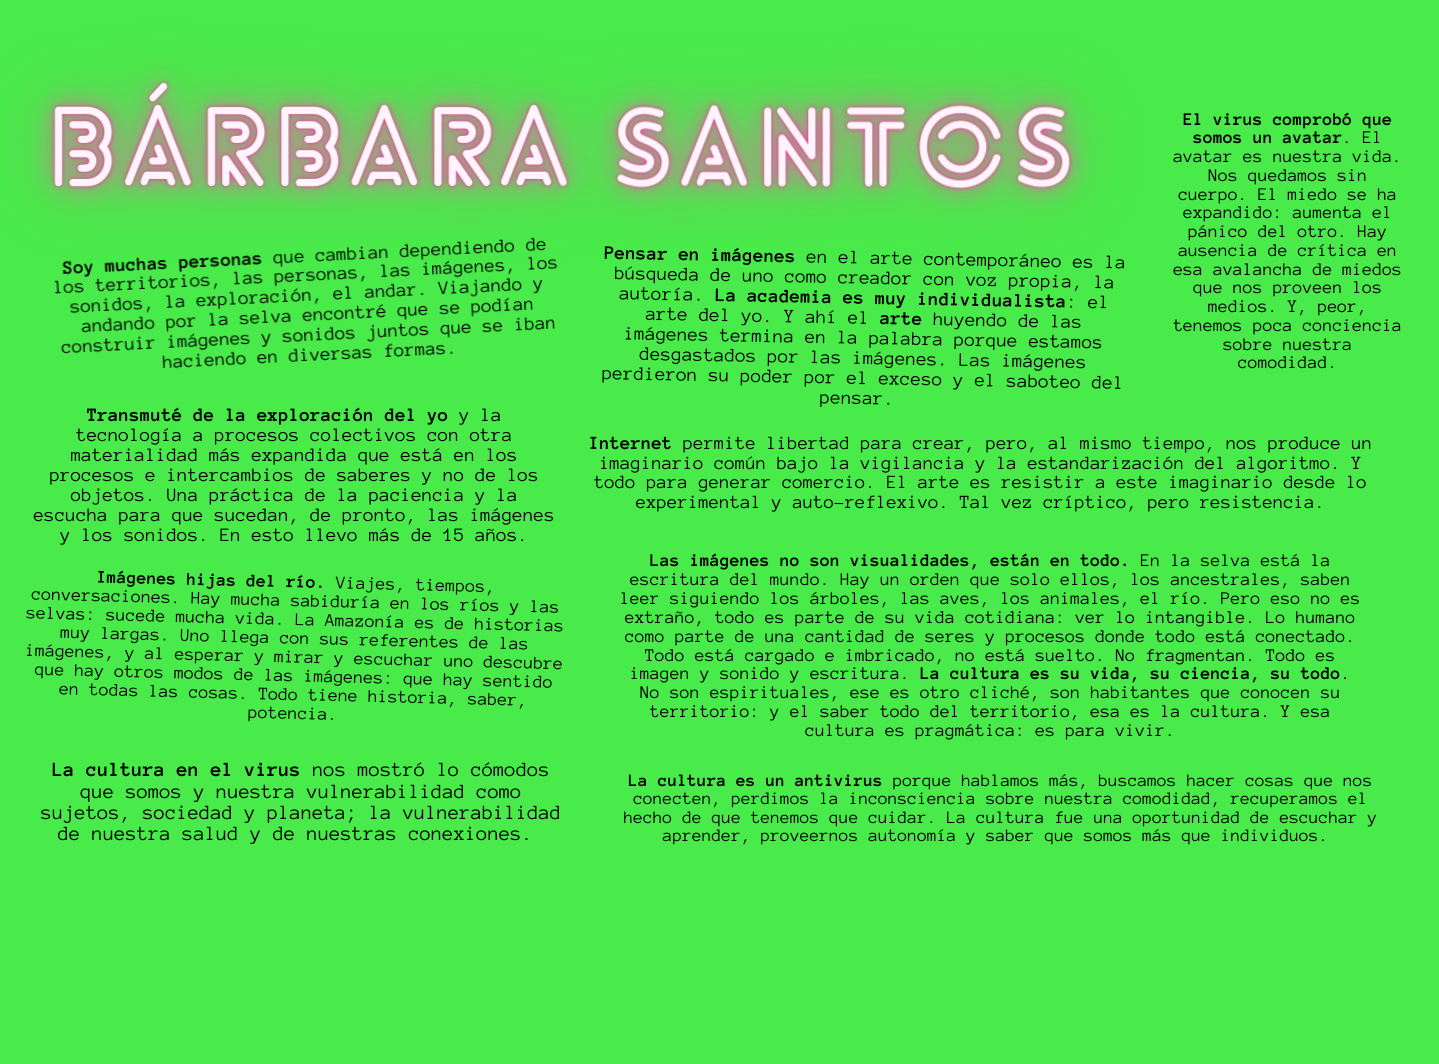 BÁRBARA SANTOS
Soy muchas personas que cambian dependiendo de
los territorios, las personas, las imágenes, los
sonidos, la exploración, el andar. Viajando y
andando por la selva encontré que se podían
construir imágenes y sonidos juntos que se iban
haciendo en diversas formas.
Transmuté de la exploración del yo y la
tecnología a procesos colectivos con otra
materialidad más expandida que está en los
procesos e intercambios de saberes y no de los
objetos. Una práctica de la paciencia y la
escucha para que sucedan, de pronto, las imágenes
y los sonidos. En esto llevo más de 15 años.
Imágenes hijas del río. Viajes, tiempos,
conversaciones. Hay mucha sabiduría en los ríos y las
selvas: sucede mucha vida. La Amazonía es de historias
muy largas. Uno llega con sus referentes de las
imágenes, y al esperar y mirar y escuchar uno descubre
que hay otros modos de las imágenes: que hay sentido
en todas las cosas. Todo tiene historia, saber,
potencia.
La cultura en el virus nos mostró lo cómodos
que somos y nuestra vulnerabilidad como
sujetos, sociedad y planeta; la vulnerabilidad
de nuestra salud y de nuestras conexiones.
Pensar en imágenes en el arte contemporáneo es la
búsqueda de uno como creador con voz propia, la
autoría. La academia es muy individualista: el
arte del yo. Y ahí el arte huyendo de las
imágenes termina en la palabra porque estamos
desgastados por las imágenes. Las imágenes
perdieron su poder por el exceso y el saboteo del
pensar.
El virus comprobó que
somos un avatar. El
avatar es nuestra vida.
Nos quedamos sin
cuerpo. El miedo se ha
expandido: aumenta el
pánico del otro. Hay
ausencia de crítica en
esa avalancha de miedos
que nos proveen los
medios. Y, peor,
tenemos poca conciencia
sobre nuestra
comodidad.
Internet permite libertad para crear, pero, al mismo tiempo, nos produce un
imaginario común bajo la vigilancia y la estandarización del algoritmo. Y
todo para generar comercio. El arte es resistir a este imaginario desde lo
experimental y auto-reflexivo. Tal vez críptico, pero resistencia.
Las imágenes no son visualidades, están en todo. En la selva está la
escritura del mundo. Hay un orden que solo ellos, los ancestrales, saben
leer siguiendo los árboles, las aves, los animales, el río. Pero eso no es
extraño, todo es parte de su vida cotidiana: ver lo intangible. Lo humano
como parte de una cantidad de seres y procesos donde todo está conectado.
Todo está cargado e imbricado, no está suelto. No fragmentan. Todo es
imagen y sonido y escritura. La cultura es su vida, su ciencia, su todo.
No son espirituales, ese es otro cliché, son habitantes que conocen su
territorio: y el saber todo del territorio, esa es la cultura. Y esa
cultura es pragmática: es para vivir.
La cultura es un antivirus porque hablamos más, buscamos hacer cosas que nos
conecten, perdimos la inconsciencia sobre nuestra comodidad, recuperamos el
hecho de que tenemos que cuidar. La cultura fue una oportunidad de escuchar y
aprender, proveernos autonomía y saber que somos más que individuos.